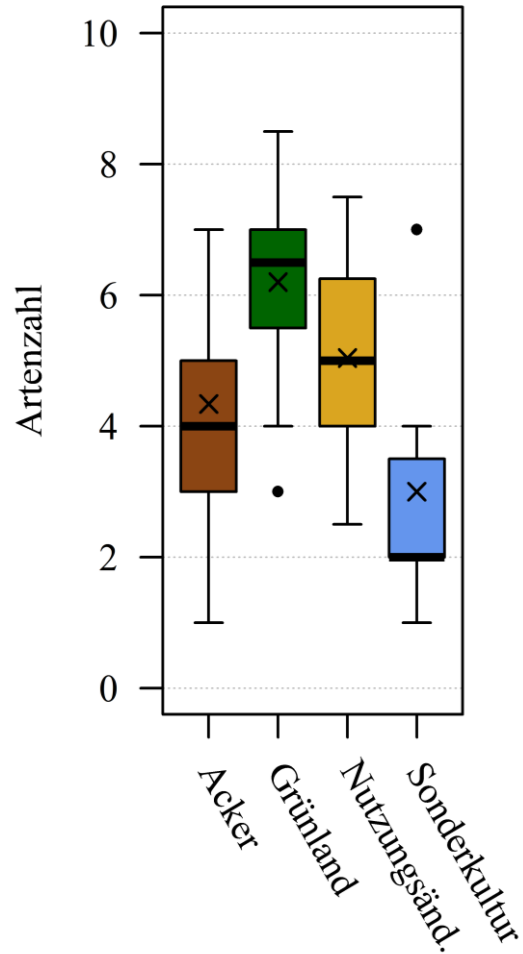 10
8
6
4
2
0
Artenzahl
Acker
Grünland
Nutzungsänd.
Sonderkultur